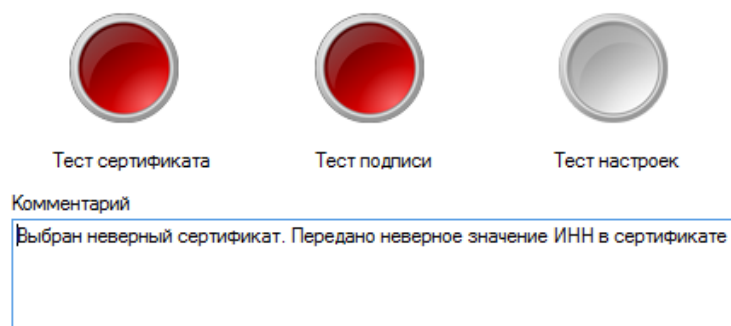 Тест сертификата
Тест подписи
Тест настроек
Комментарий
Выбран неверный сертификат. Передано неверное значение ИНН в сертификате